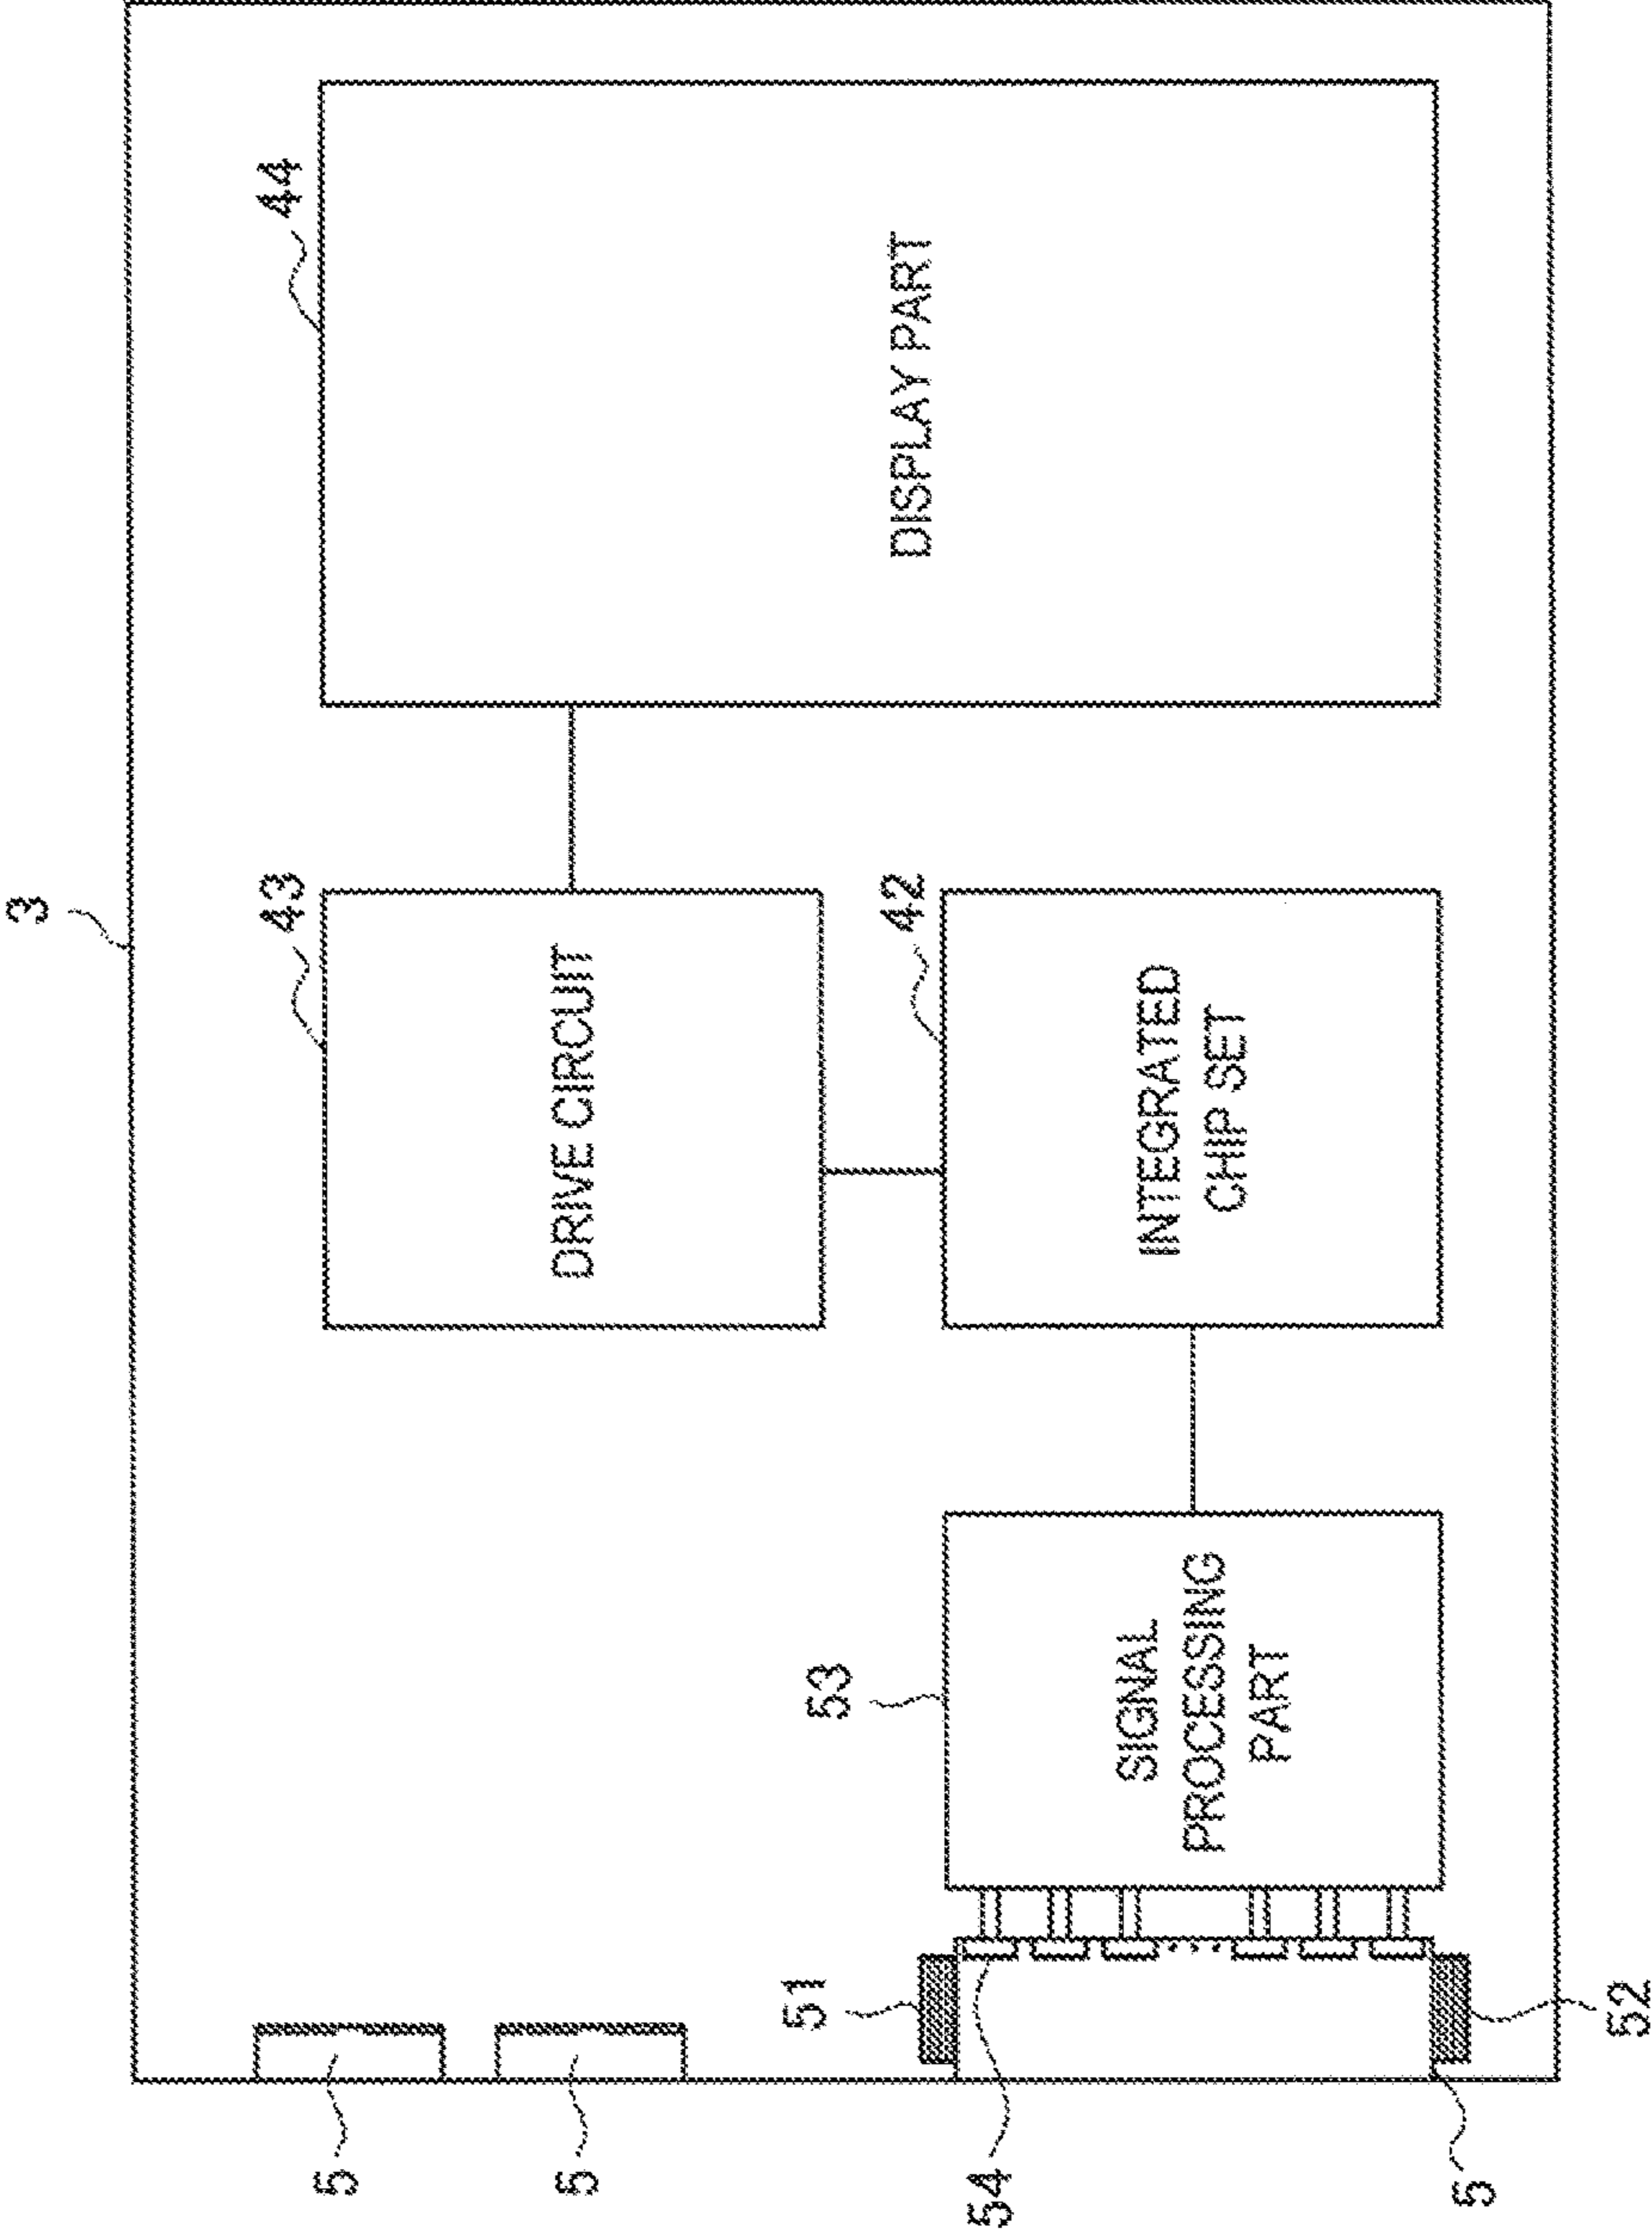 3
43
44
5
5
DRIVE CIRCUIT
51
53
42
DISPLAY PART
54
SIGNAL
PROCESSING
PART
INTEGRATED
CHIP SET
5
52